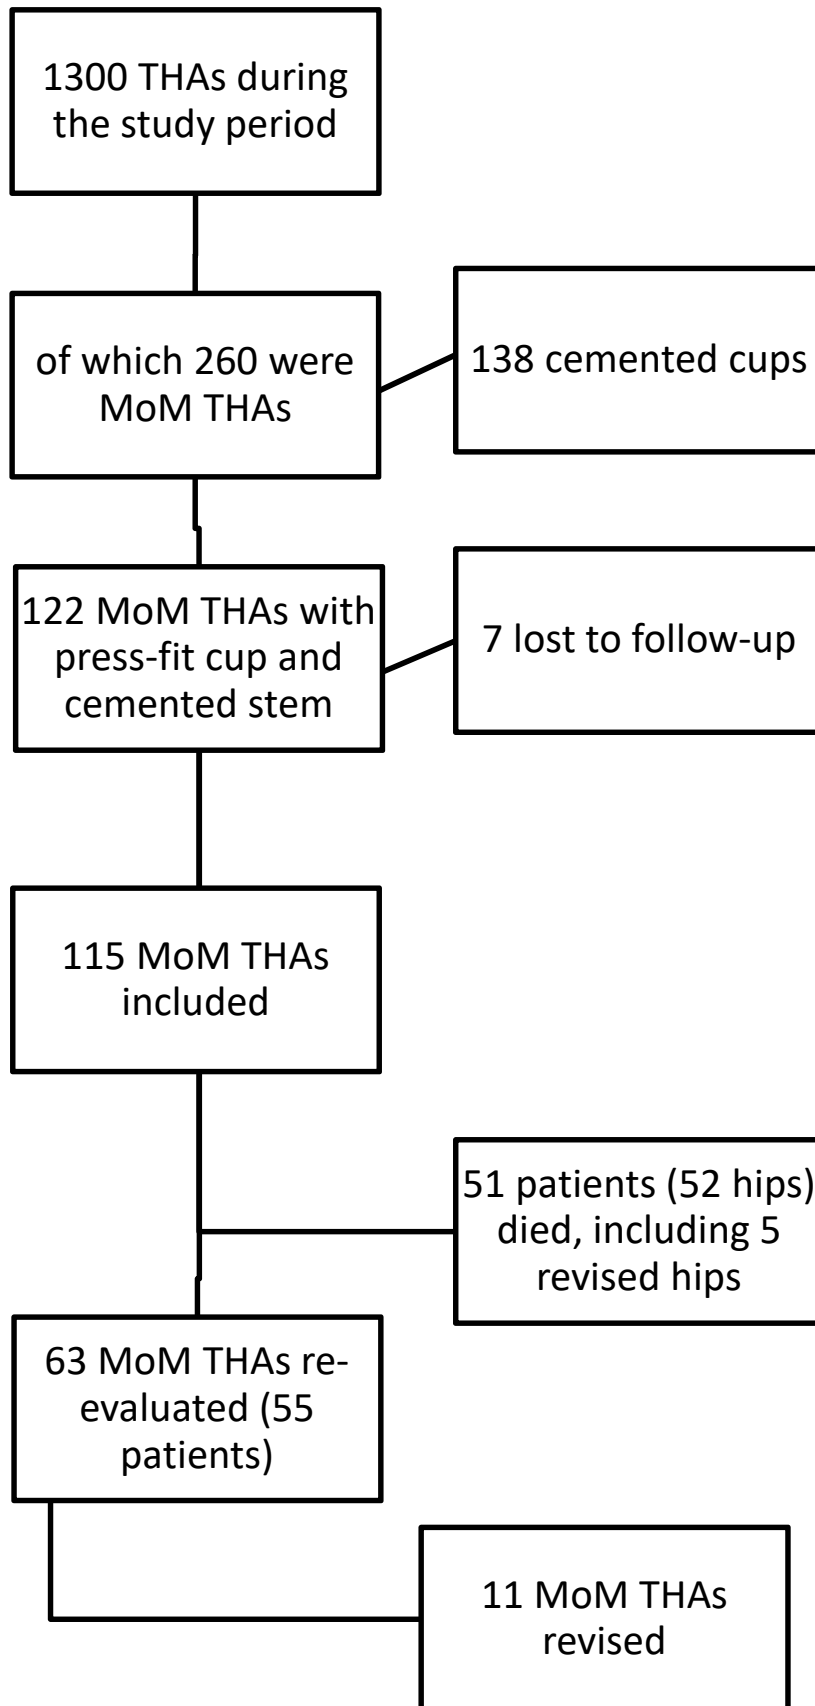 1300 THAs during
the study period
of which 260 were
MoM THAs
138 cemented cups
122 MoM THAs with
press-fit cup and
cemented stem
7 lost to follow-up
115 MoM THAs
included
51 patients (52 hips)
died, including 5
revised hips
63 MoM THAs re-
evaluated (55
patients)
11 MoM THAs
revised